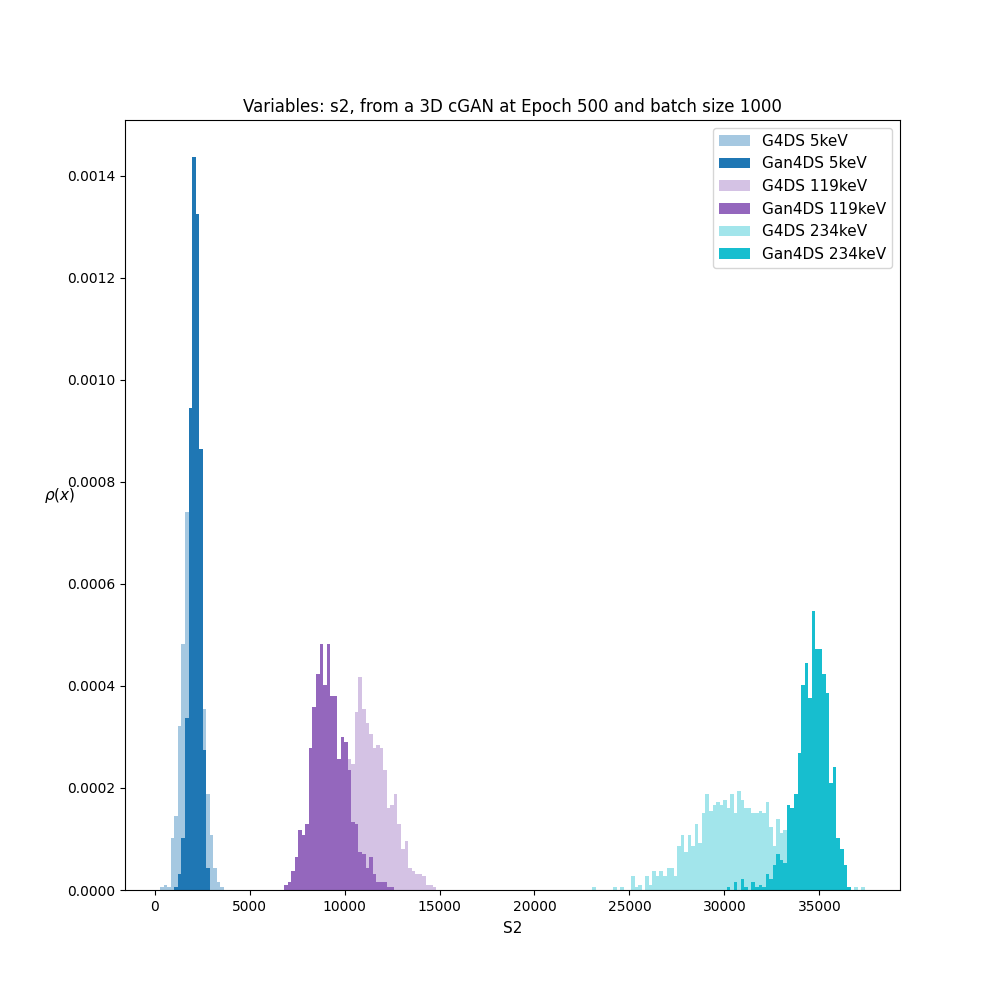 Variables: s2, from a 3D cGAN at Epoch 500 and batch size 1000
G4DS 5keV
Gan4DS 5keV
G4DS 119keV
Gan4DS 119keV
G4DS 234keV
Gan4DS 234keV
0.0014
0.0012
0.0010
0.0008
ρ(x)
0.0006
0.0004
0.0002
0.0000
0 5000 10000 15000 20000 25000 30000 35000
S2